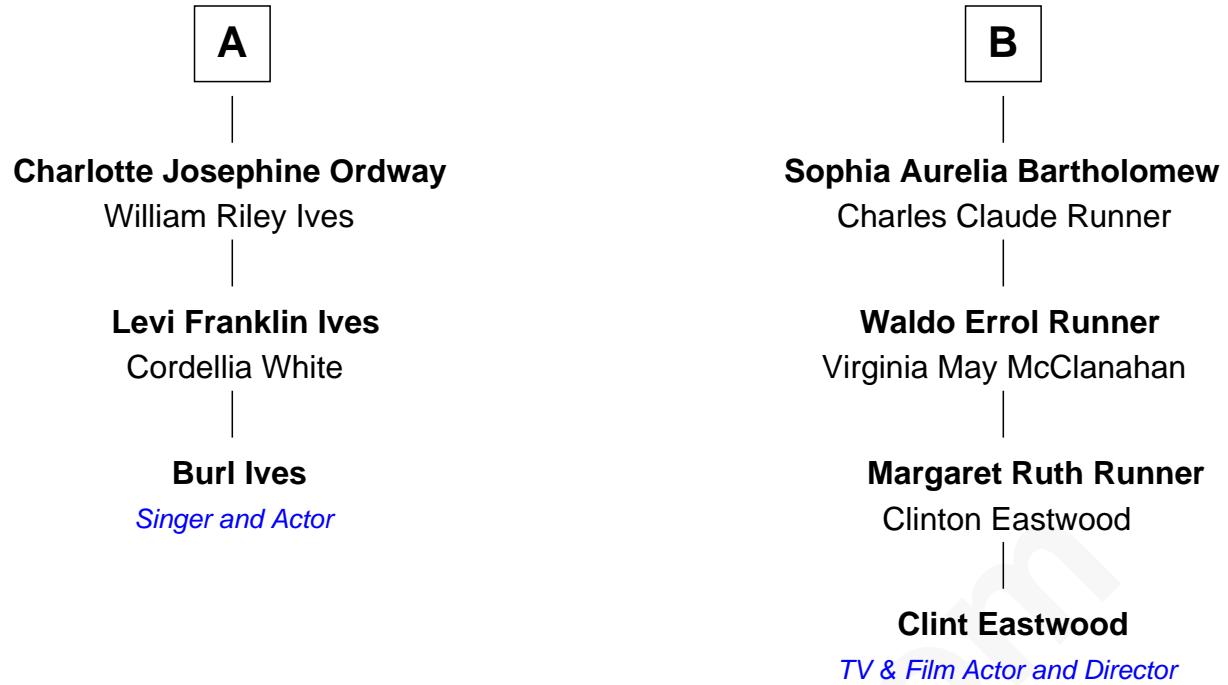 A
Charlotte Josephine Ordway
William Riley Ives
Levi Franklin Ives
Cordellia White
Burl Ives
Singer and Actor
B
Sophia Aurelia Bartholomew
Charles Claude Runner
Waldo Errol Runner
Virginia May McClanahan
Margaret Ruth Runner
Clinton Eastwood
Clint Eastwood
TV & Film Actor and Director